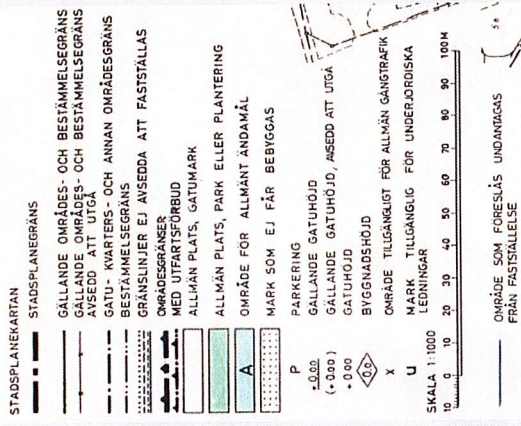 STADSPLANEKARTAN
STADSPLANEGRÄNS
GÄLLANDE OMRÅDES- OCH BESTÄMMELSEGRÄNS
GÄLLANDE OMRÅDES- OCH BESTÄMMELSEGRÄNS
AVSEDD ATT UTGÅ
GATU- KVARTERS- OCH ANNAN OMRÅDESGRÄNS
BESTÄMMELSEGRÄNS
GRÄNSLINJER EJ AVSEDDA ATT FASTSTÄLLAS
OMRÅDESGRÄNSER
MED UTFARTSFÖRBUD
ALLMÄN PLATS, GATUMARK
ALLMÄN PLATS, PARK ELLER PLANTERING
A OMRÅDE FÖR ALLMÄNT ÄNDAMÅL
MARK SOM EJ FÅR BEBYGGAS
P PARKERING
+0.00 GÄLLANDE GATUHÖJD
(+0.00) GÄLLANDE GATUHÖJD, AVSEDD ATT UTGÅ
+0.00 GATUHÖJD
0.0 BYGGNADSHÖJD
X OMRÅDE TILLGÄNGLIGT FÖR ALLMÄN GÅNGTRAFIK
U MARK TILLGÄNGLIG FÖR UNDERJORDISKA
LEDNINGAR
SKALA 1:1000
10 0 10 20 30 40 50 60 70 80 90 100M
OMRÅDE SOM FÖRESLÅS UNDANTAGAS
FRÅN FASTSTÄLLELSE